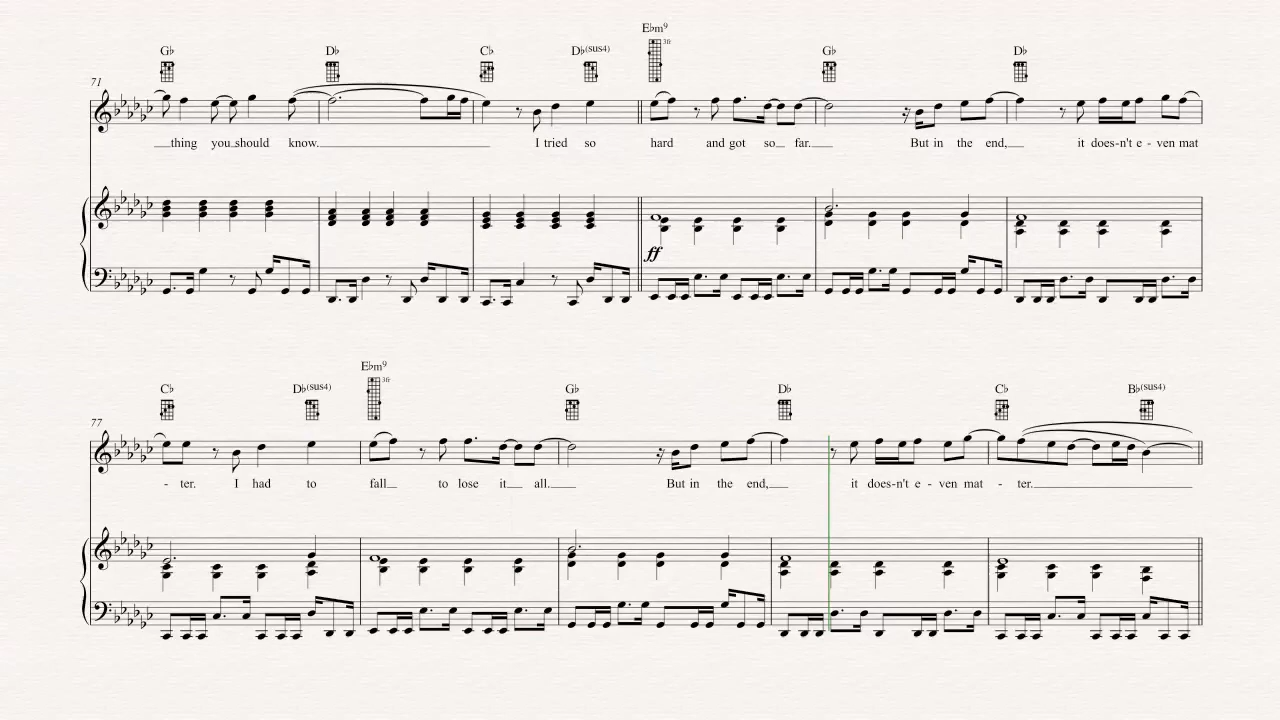 E♭m⁹
G♭ D♭ C♭ D♭(sus4) 3fr G♭ D♭
71
thing you should know. I tried so hard and got so far. But in the end, it does-n't e - ven mat
ff
E♭m⁹
C♭ D♭(sus4) 3fr G♭ D♭ C♭ B♭(sus4)
77
- ter. I had to fall to lose it all. But in the end, it does-n't e - ven mat - ter.